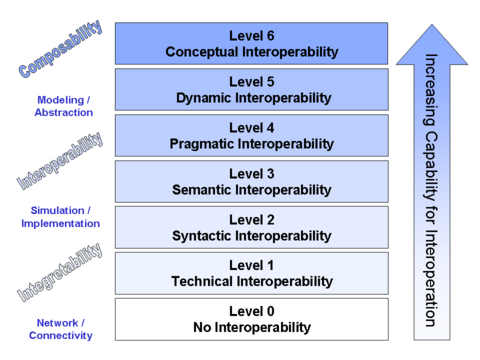 Composability
Modeling /
Abstraction
Interoperability
Simulation /
Implementation
Integretability
Network /
Connectivity
Level 6
Conceptual Interoperability
Level 5
Dynamic Interoperability
Level 4
Pragmatic Interoperability
Level 3
Semantic Interoperability
Level 2
Syntactic Interoperability
Level 1
Technical Interoperability
Level 0
No Interoperability
Increasing Capability for Interoperation